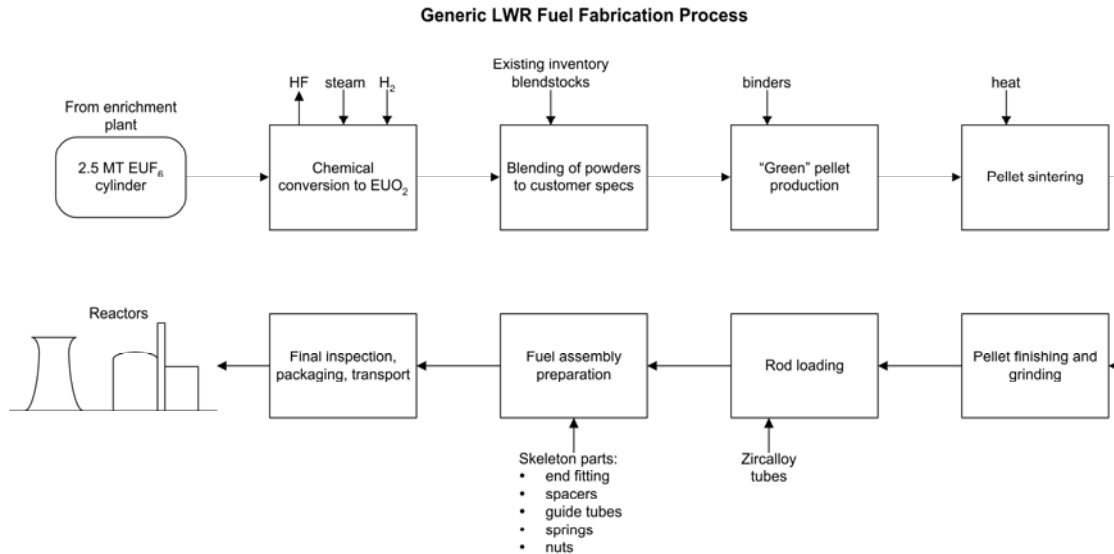 Generic LWR Fuel Fabrication Process
From enrichment
plant
2.5 MT EUF₆
cylinder
HF
steam
H₂
Chemical
conversion to EUO₂
Existing inventory
blendstocks
Blending of powders
to customer specs
binders
“Green” pellet
production
heat
Pellet sintering
Reactors
Final inspection,
packaging, transport
Fuel assembly
preparation
Skeleton parts:
• end fitting
• spacers
• guide tubes
• springs
• nuts
Rod loading
Zircalloy
tubes
Pellet finishing and
grinding